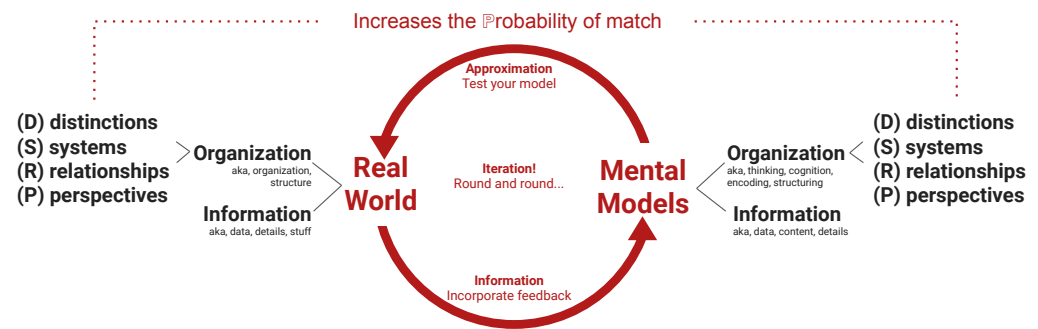 Increases the ℙrobability of match
Approximation
Test your model
(D) distinctions
(S) systems
(R) relationships
(P) perspectives
Organization
aka, organization,
structure
Information
aka, data, details, stuff
Real
World
Iteration!
Round and round...
Mental
Models
Organization
aka, thinking, cognition,
encoding, structuring
Information
aka, data, content, details
(D) distinctions
(S) systems
(R) relationships
(P) perspectives
Information
Incorporate feedback